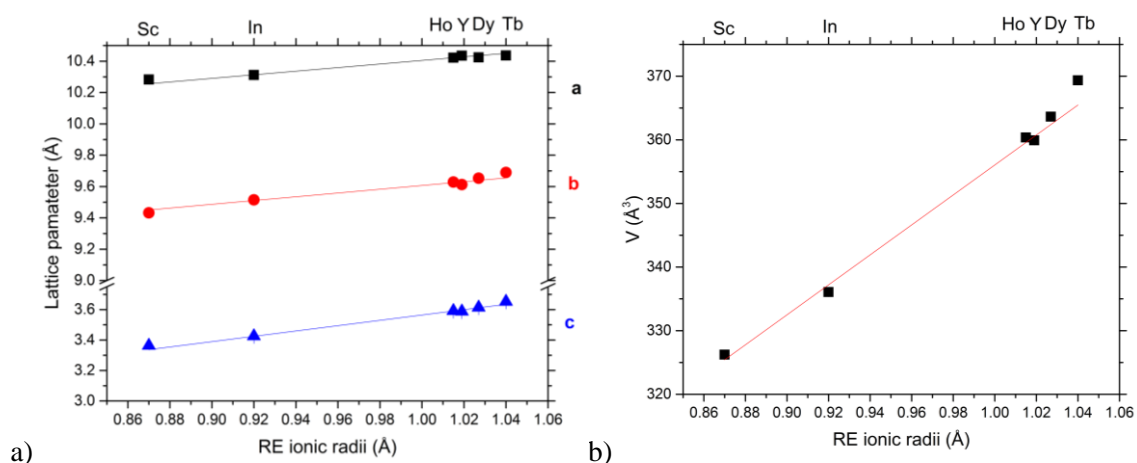 Sc In Ho Y Dy Tb
10.4
10.2
10.0
9.8
9.6
9.4
9.2
9.0
3.6
3.4
3.2
3.0
Lattice pamateter (Å)
a
b
c
0.86 0.88 0.90 0.92 0.94 0.96 0.98 1.00 1.02 1.04 1.06
RE ionic radii (Å)
a)
Sc In Ho Y Dy Tb
370
360
350
340
330
320
V (Å³)
0.86 0.88 0.90 0.92 0.94 0.96 0.98 1.00 1.02 1.04 1.06
RE ionic radii (Å)
b)